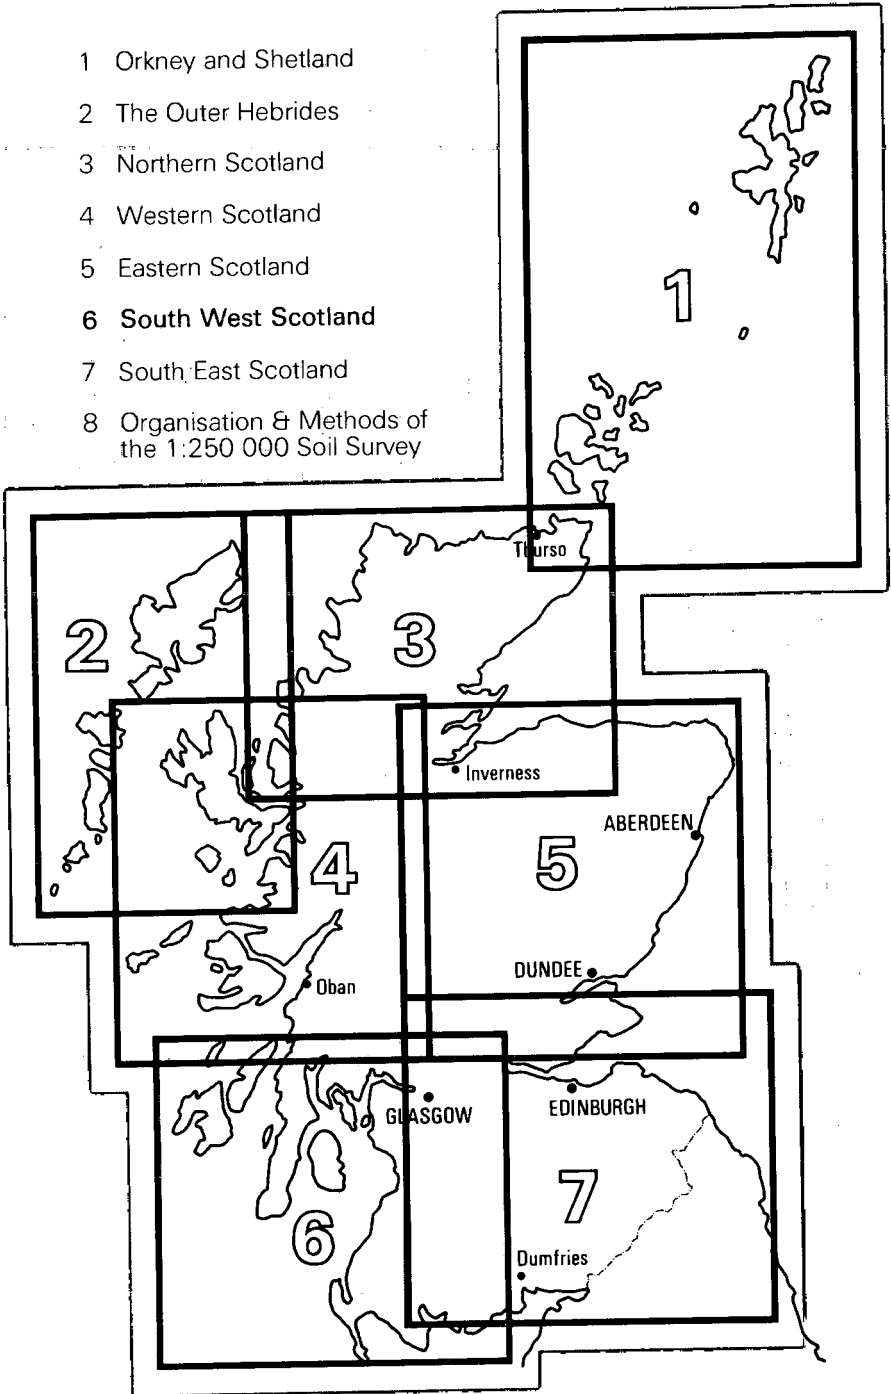 1 Orkney and Shetland
2 The Outer Hebrides
3 Northern Scotland
4 Western Scotland
5 Eastern Scotland
6 South West Scotland
7 South East Scotland
8 Organisation & Methods of
the 1:250 000 Soil Survey
1
Thurso
2
3
Inverness
ABERDEEN
4
5
DUNDEE
Oban
GLASGOW
EDINBURGH
7
6
Dumfries